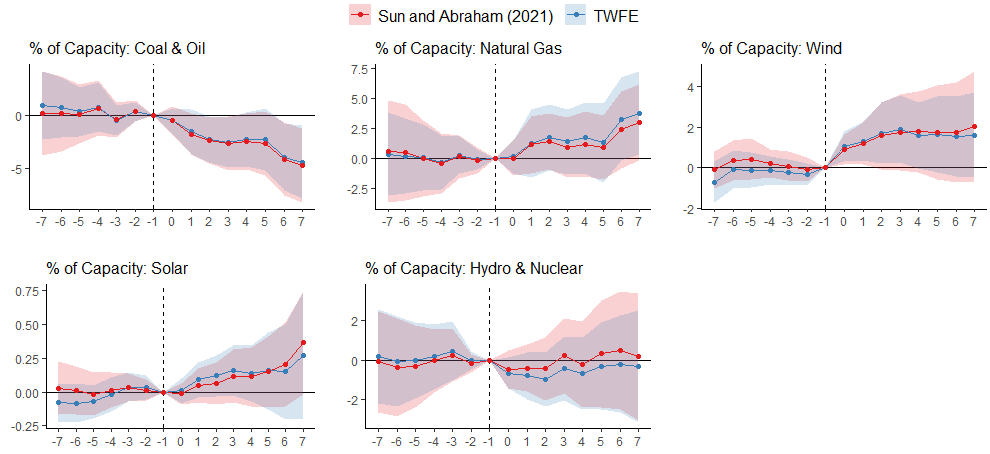 Sun and Abraham (2021) TWFE
% of Capacity: Coal & Oil
0
-5
-7 -6 -5 -4 -3 -2 -1 0 1 2 3 4 5 6 7
% of Capacity: Natural Gas
7.5
5.0
2.5
0.0
-2.5
-7 -6 -5 -4 -3 -2 -1 0 1 2 3 4 5 6 7
% of Capacity: Wind
4
2
0
-2
-7 -6 -5 -4 -3 -2 -1 0 1 2 3 4 5 6 7
% of Capacity: Solar
0.75
0.50
0.25
0.00
-0.25
-7 -6 -5 -4 -3 -2 -1 0 1 2 3 4 5 6 7
% of Capacity: Hydro & Nuclear
2
0
-2
-7 -6 -5 -4 -3 -2 -1 0 1 2 3 4 5 6 7